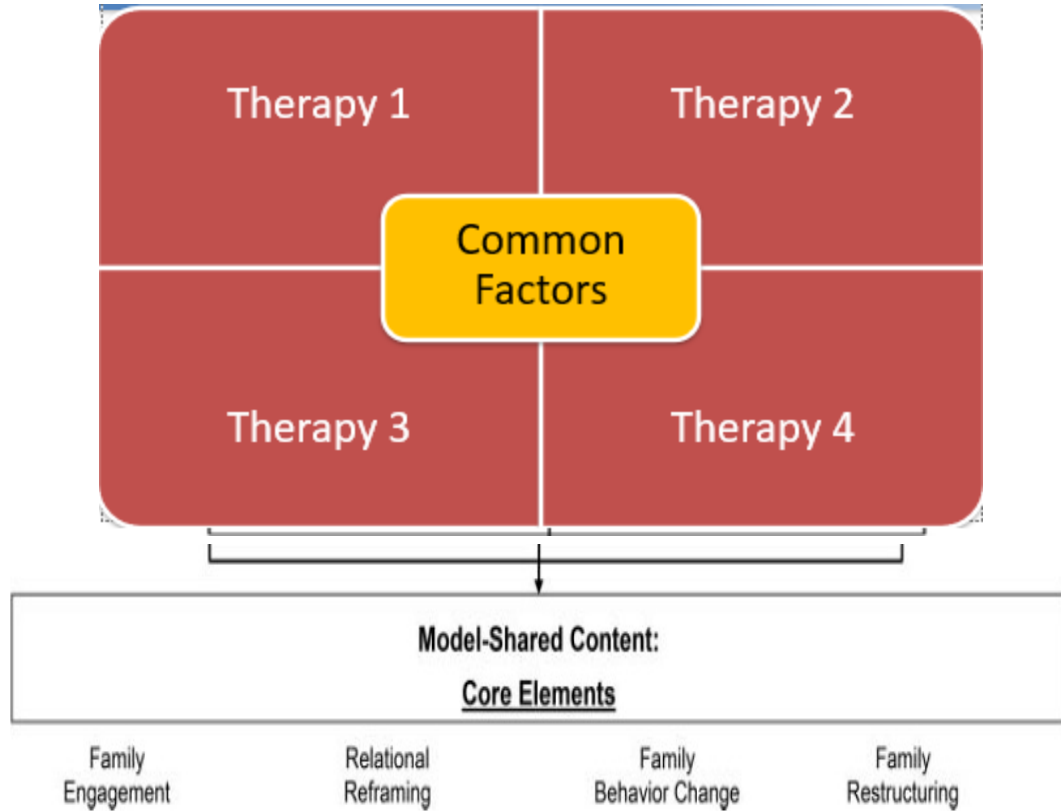 Therapy 1
Therapy 2
Common
Factors
Therapy 3
Therapy 4
Model-Shared Content:
Core Elements
Family
Engagement
Relational
Reframing
Family
Behavior Change
Family
Restructuring